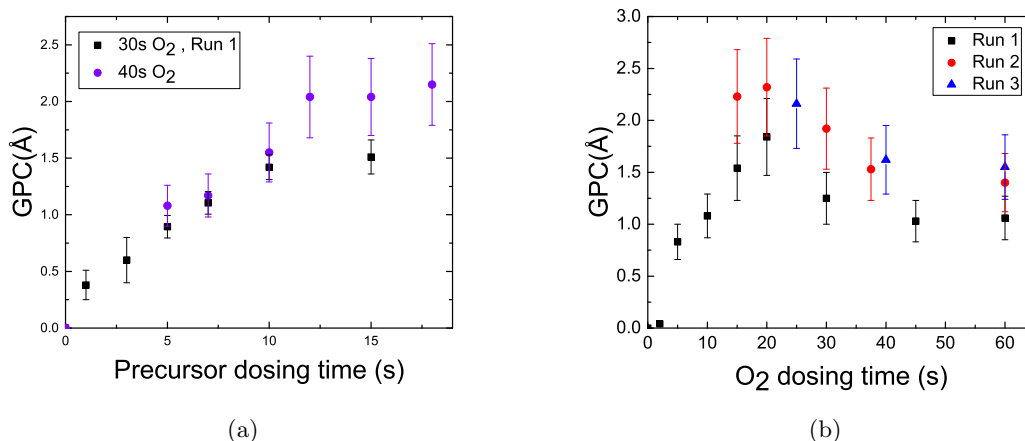 30s O2 , Run 1
40s O2
GPC(Å)
2.5
2.0
1.5
1.0
0.5
0.0
0 5 10 15
Precursor dosing time (s)
(a)
Run 1
Run 2
Run 3
GPC(Å)
3.0
2.5
2.0
1.5
1.0
0.5
0.0
0 10 20 30 40 50 60
O2 dosing time (s)
(b)